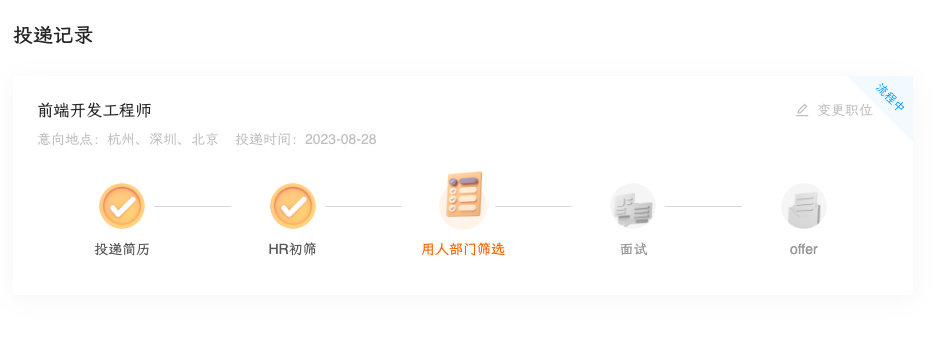 投递记录
前端开发工程师
变更职位
流程中
意向地点：杭州、深圳、北京 投递时间：2023-08-28
投递简历 HR初筛 用人部门筛选 面试 offer